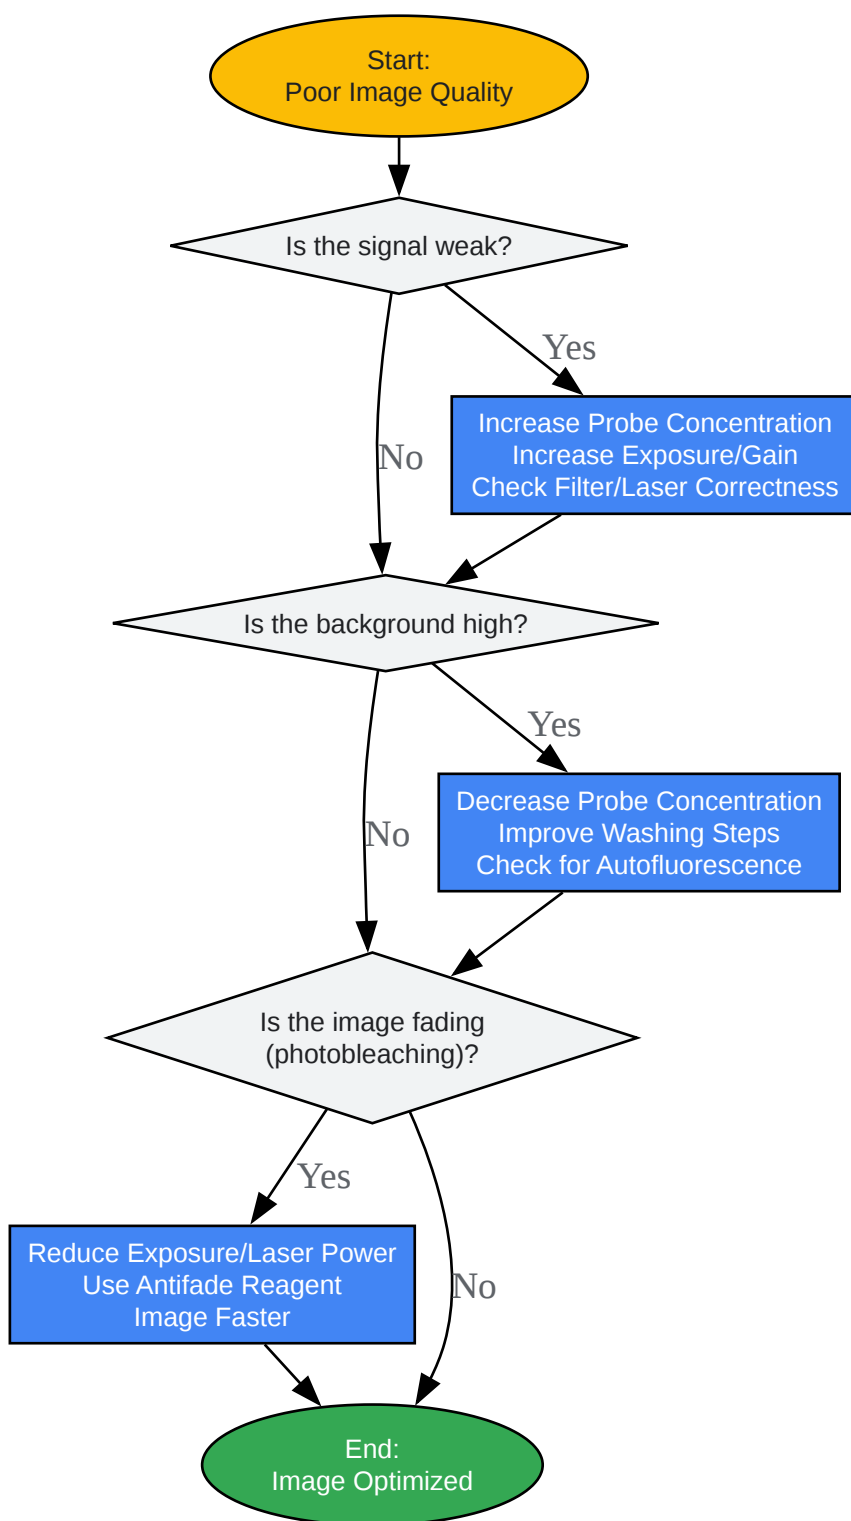 Start:
Poor Image Quality
Is the signal weak?
Yes
Increase Probe Concentration
Increase Exposure/Gain
Check Filter/Laser Correctness
No
Is the background high?
Yes
Decrease Probe Concentration
Improve Washing Steps
Check for Autofluorescence
No
Is the image fading
(photobleaching)?
Yes
Reduce Exposure/Laser Power
Use Antifade Reagent
Image Faster
No
End:
Image Optimized